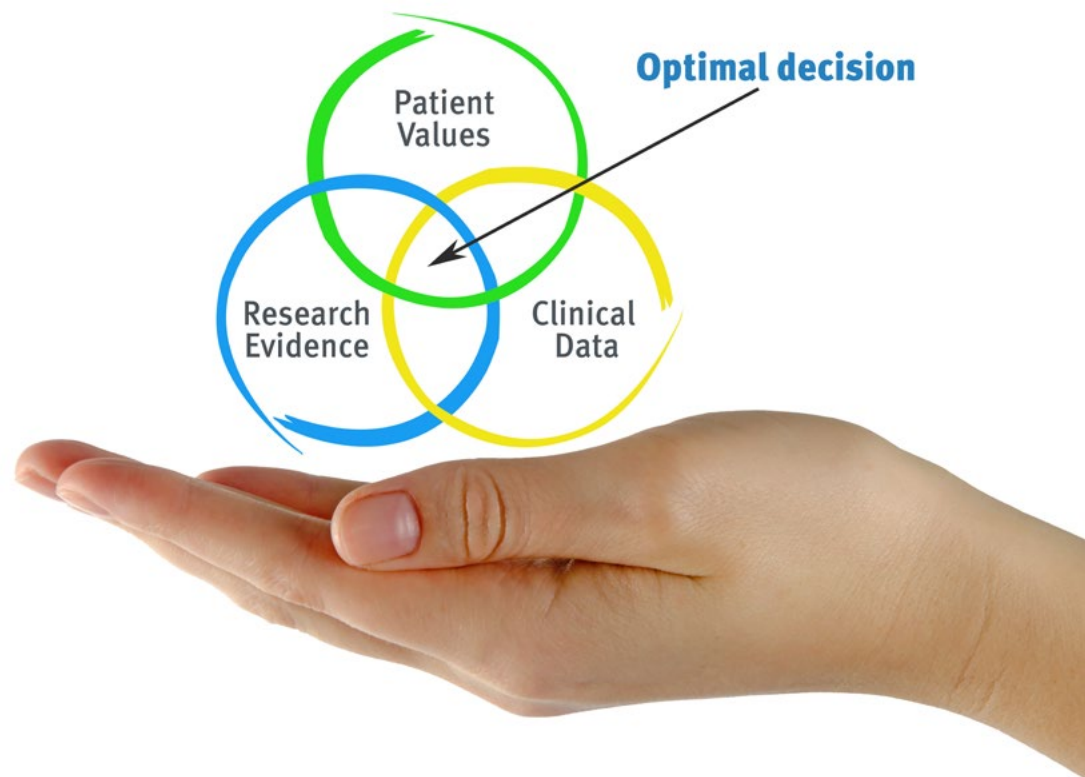 Optimal decision
Patient
Values
Research
Evidence
Clinical
Data